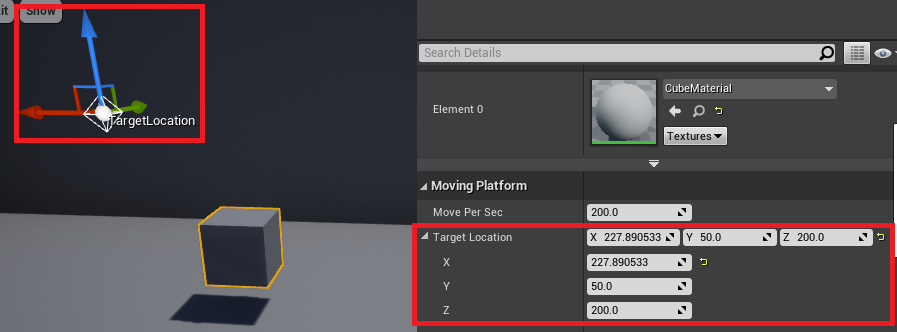 it
Show
TargetLocation
Search Details
Element 0
CubeMaterial
Textures
Moving Platform
Move Per Sec
200.0
Target Location
X 227.890533
Y 50.0
Z 200.0
X
227.890533
Y
50.0
Z
200.0